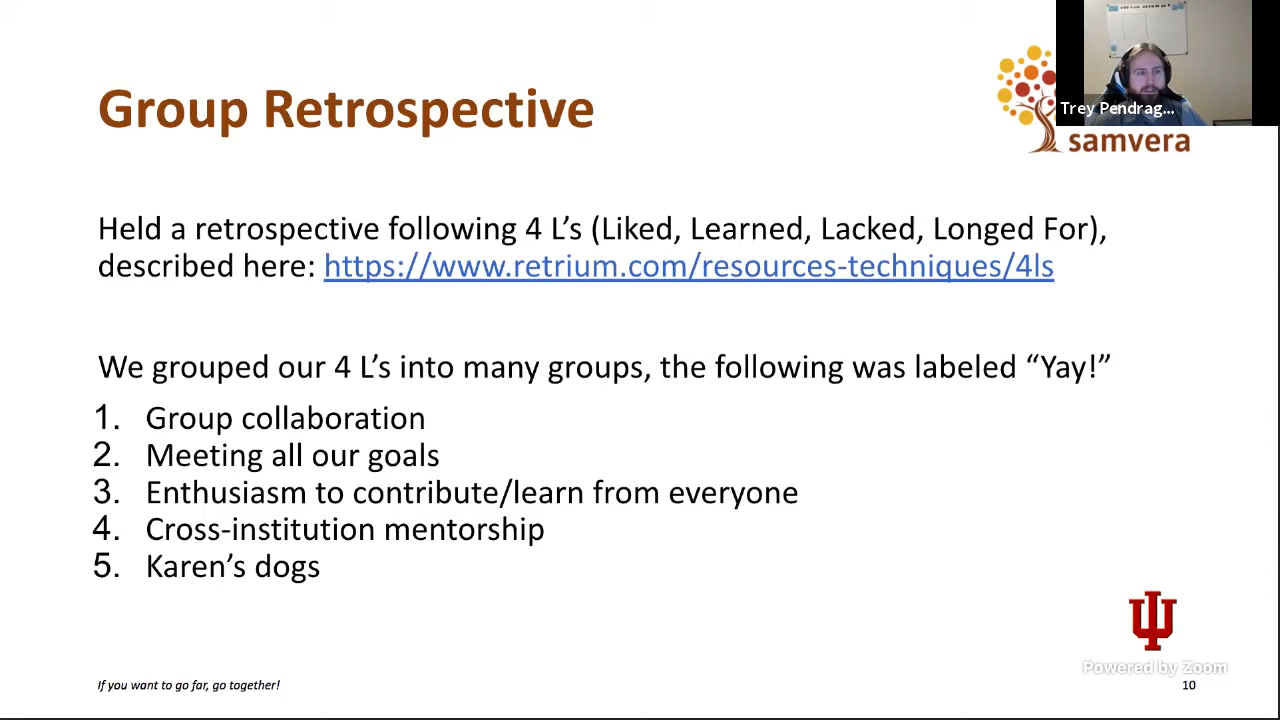 Group Retrospective
Trey Pendrag...
samvera
Held a retrospective following 4 L’s (Liked, Learned, Lacked, Longed For),
described here: https://www.retrium.com/resources-techniques/4ls
We grouped our 4 L’s into many groups, the following was labeled “Yay!”
1. Group collaboration
2. Meeting all our goals
3. Enthusiasm to contribute/learn from everyone
4. Cross-institution mentorship
5. Karen’s dogs
Powered by Zoom
If you want to go far, go together!
10